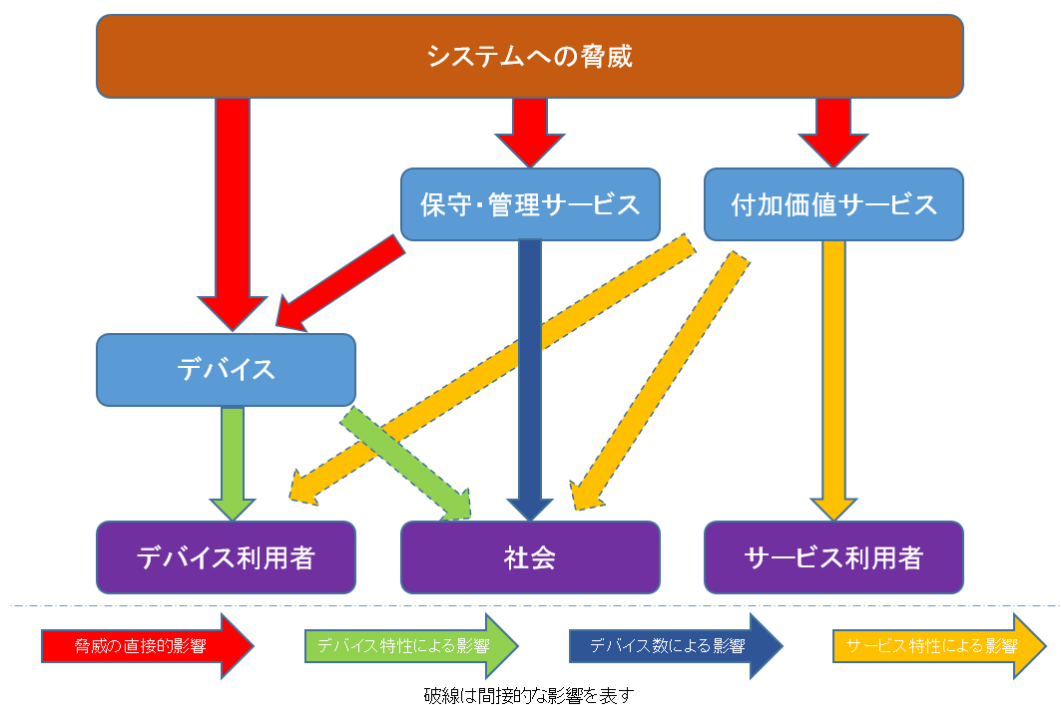 システムへの脅威
保守・管理サービス
付加価値サービス
デバイス
デバイス利用者
社会
サービス利用者
脅威の直接的影響
デバイス特性による影響
デバイス数による影響
サービス特性による影響
破線は間接的な影響を表す